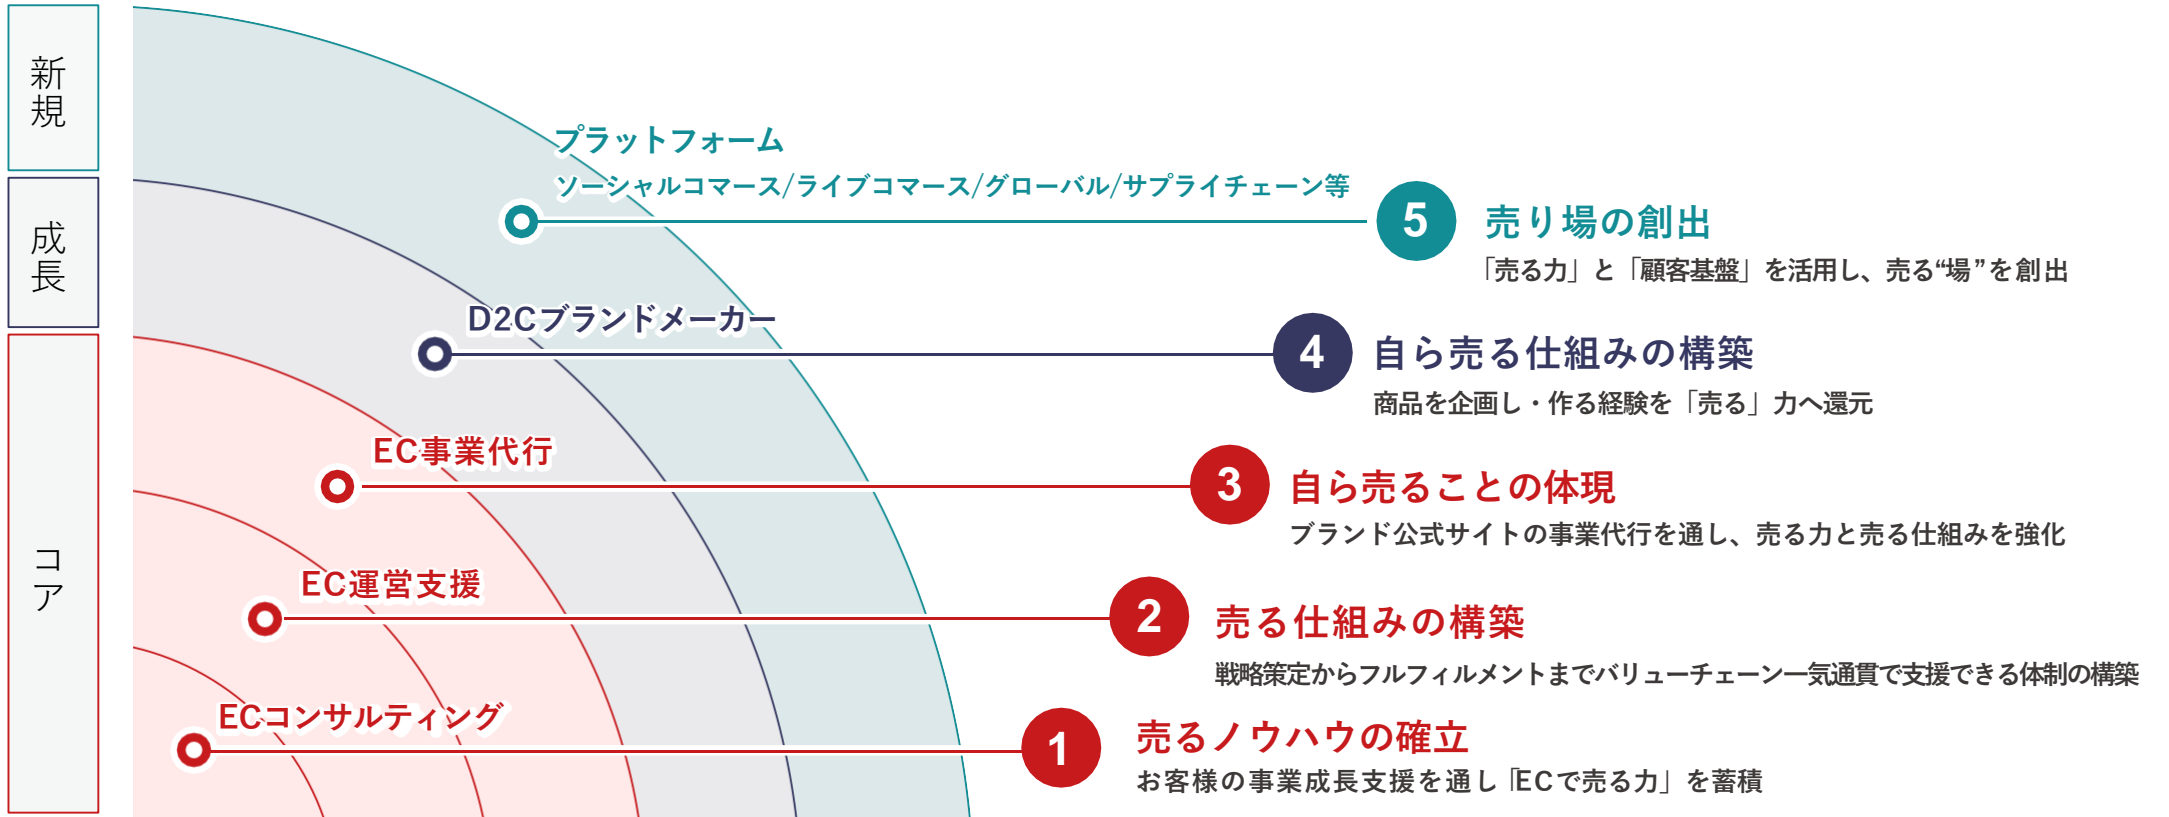 新規
成長
コア
プラットフォーム
ソーシャルコマース/ライブコマース/グローバル/サプライチェーン等
5
売り場の創出
「売る力」と「顧客基盤」を活用し、売る“場”を創出
D2Cブランドメーカー
4
自ら売る仕組みの構築
商品を企画し・作る経験を「売る」力へ還元
EC事業代行
3
自ら売ることの体現
ブランド公式サイトの事業代行を通し、売る力と売る仕組みを強化
EC運営支援
2
売る仕組みの構築
戦略策定からフルフィルメントまでバリューチェーン一気通貫で支援できる体制の構築
ECコンサルティング
1
売るノウハウの確立
お客様の事業成長支援を通し『ECで売る力」を蓄積